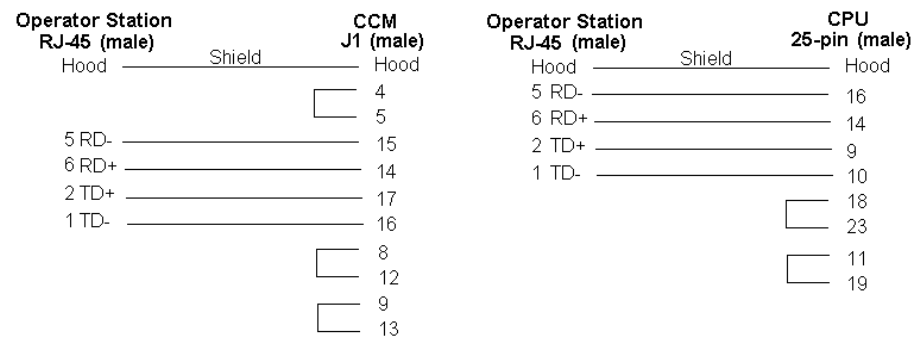 Operator Station
RJ-45 (male)
CCM
J1 (male)
Hood Shield Hood
4
5
5 RD- 15
6 RD+ 14
2 TD+ 17
1 TD- 16
8
12
9
13
Operator Station
RJ-45 (male)
CPU
25-pin (male)
Hood Shield Hood
5 RD- 16
6 RD+ 14
2 TD+ 9
1 TD- 10
18
23
11
19